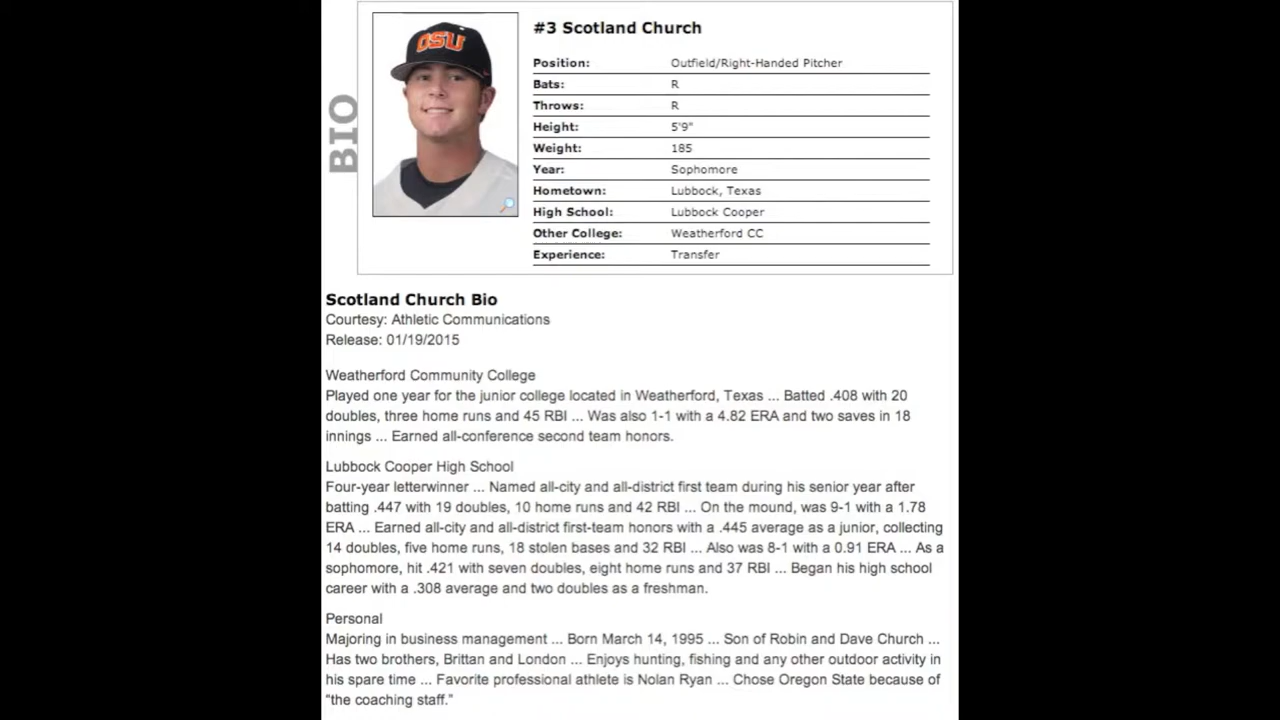 BIO
OSU
#3 Scotland Church
Position: Outfield/Right-Handed Pitcher
Bats: R
Throws: R
Height: 5'9"
Weight: 185
Year: Sophomore
Hometown: Lubbock, Texas
High School: Lubbock Cooper
Other College: Weatherford CC
Experience: Transfer
Scotland Church Bio
Courtesy: Athletic Communications
Release: 01/19/2015
Weatherford Community College
Played one year for the junior college located in Weatherford, Texas ... Batted .408 with 20
doubles, three home runs and 45 RBI ... Was also 1-1 with a 4.82 ERA and two saves in 18
innings ... Earned all-conference second team honors.
Lubbock Cooper High School
Four-year letterwinner ... Named all-city and all-district first team during his senior year after
batting .447 with 19 doubles, 10 home runs and 42 RBI ... On the mound, was 9-1 with a 1.78
ERA ... Earned all-city and all-district first-team honors with a .445 average as a junior, collecting
14 doubles, five home runs, 18 stolen bases and 32 RBI ... Also was 8-1 with a 0.91 ERA ... As a
sophomore, hit .421 with seven doubles, eight home runs and 37 RBI ... Began his high school
career with a .308 average and two doubles as a freshman.
Personal
Majoring in business management ... Born March 14, 1995 ... Son of Robin and Dave Church ...
Has two brothers, Brittan and London ... Enjoys hunting, fishing and any other outdoor activity in
his spare time ... Favorite professional athlete is Nolan Ryan ... Chose Oregon State because of
"the coaching staff."